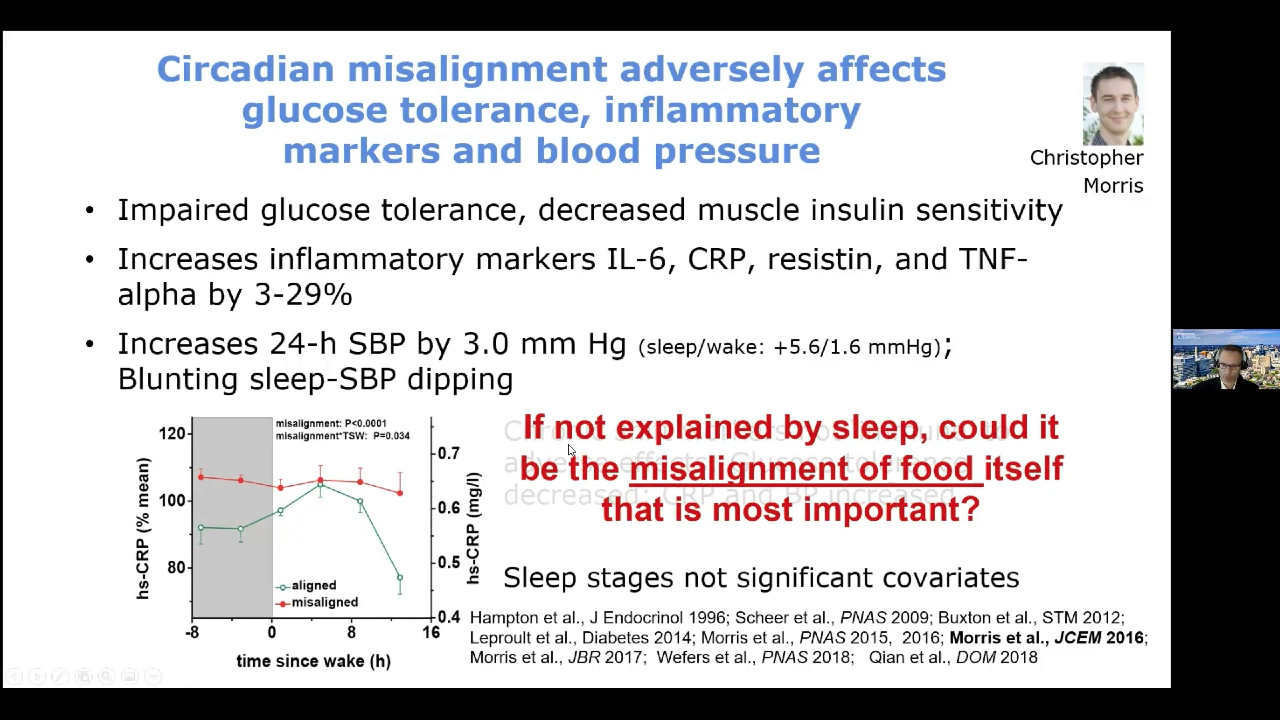 Circadian misalignment adversely affects
glucose tolerance, inflammatory
markers and blood pressure
Christopher
Morris
• Impaired glucose tolerance, decreased muscle insulin sensitivity
• Increases inflammatory markers IL-6, CRP, resistin, and TNF-
alpha by 3-29%
• Increases 24-h SBP by 3.0 mm Hg (sleep/wake: +5.6/1.6 mmHg);
Blunting sleep-SBP dipping
misalignment: P<0.0001
misalignment*TSW: P=0.034
hs-CRP (% mean)
120
100
80
0.7
0.6
0.5
0.4
hs-CRP (mg/l)
aligned
misaligned
-8 0 8 16
time since wake (h)
If not explained by sleep, could it
be the misalignment of food itself
that is most important?
decreased; CRP and BP increased
Sleep stages not significant covariates
Hampton et al., J Endocrinol 1996; Scheer et al., PNAS 2009; Buxton et al., STM 2012;
Leproult et al., Diabetes 2014; Morris et al., PNAS 2015, 2016; Morris et al., JCEM 2016;
Morris et al., JBR 2017; Wefers et al., PNAS 2018; Qian et al., DOM 2018